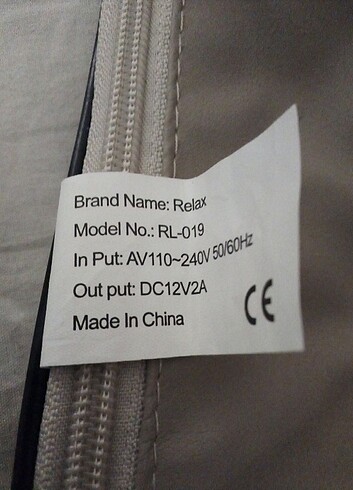 Brand Name: Relax
Model No.: RL-019
In Put: AV110~240V 50/60Hz
Out put: DC12V2A
Made In China
CE